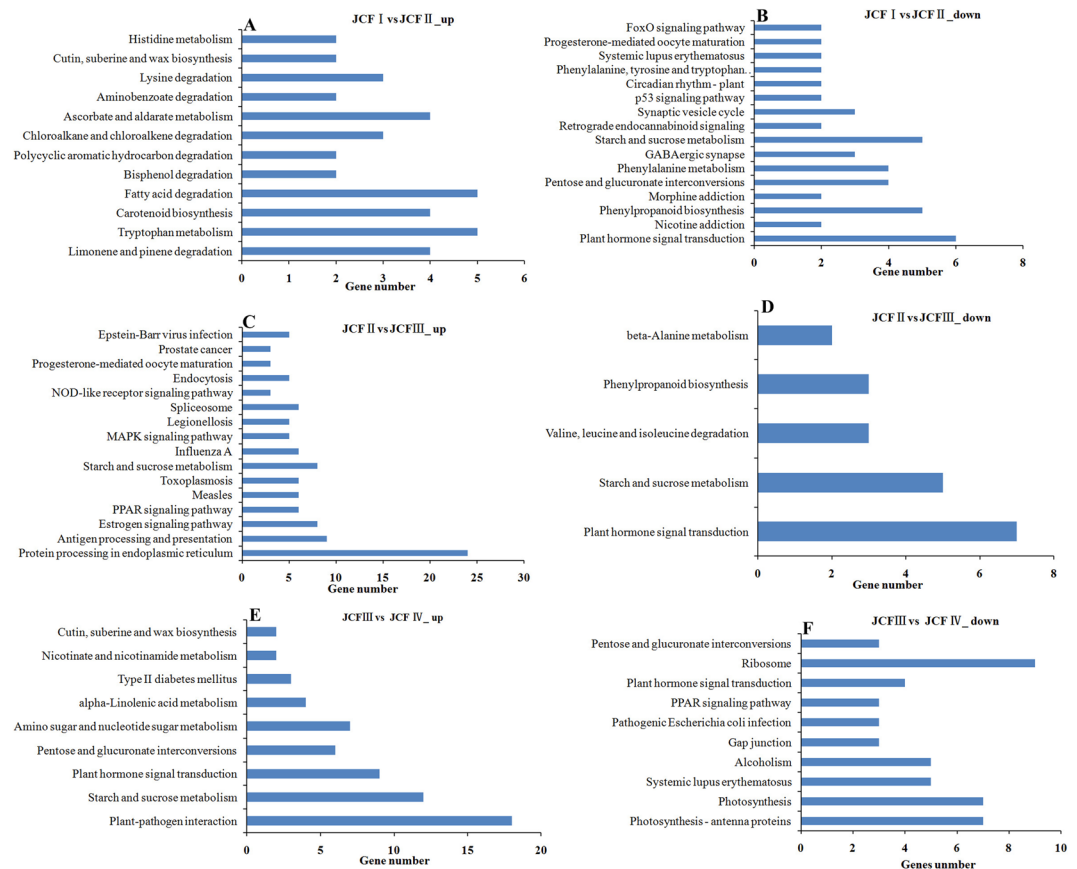 A
JCF Ⅰ vs JCF Ⅱ_up
Histidine metabolism
Cutin, suberine and wax biosynthesis
Lysine degradation
Aminobenzoate degradation
Ascorbate and aldarate metabolism
Chloroalkane and chloroalkene degradation
Polycyclic aromatic hydrocarbon degradation
Bisphenol degradation
Fatty acid degradation
Carotenoid biosynthesis
Tryptophan metabolism
Limonene and pinene degradation
0 1 2 3 4 5 6
Gene number
B
JCF Ⅰ vs JCF Ⅱ_down
FoxO signaling pathway
Progesterone-mediated oocyte maturation
Systemic lupus erythematosus
Phenylalanine, tyrosine and tryptophan . .
Circadian rhythm - plant
p53 signaling pathway
Synaptic vesicle cycle
Retrograde endocannabinoid signaling
Starch and sucrose metabolism
GABAergic synapse
Phenylalanine metabolism
Pentose and glucuronate interconversions
Morphine addiction
Phenylpropanoid biosynthesis
Nicotine addiction
Plant hormone signal transduction
0 2 4 6 8
Gene number
C
JCF Ⅱ vs JCFⅢ_ up
Epstein-Barr virus infection
Prostate cancer
Progesterone-mediated oocyte maturation
Endocytosis
NOD-like receptor signaling pathway
Spliceosome
Legionellosis
MAPK signaling pathway
Influenza A
Starch and sucrose metabolism
Toxoplasmosis
Measles
PPAR signaling pathway
Estrogen signaling pathway
Antigen processing and presentation
Protein processing in endoplasmic reticulum
0 5 10 15 20 25 30
Gene number
D
JCF Ⅱ vs JCFⅢ_ down
beta-Alanine metabolism
Phenylpropanoid biosynthesis
Valine, leucine and isoleucine degradation
Starch and sucrose metabolism
Plant hormone signal transduction
0 2 4 6 8
Gene number
E
JCFⅢ vs JCF Ⅳ_ up
Cutin, suberine and wax biosynthesis
Nicotinate and nicotinamide metabolism
Type II diabetes mellitus
alpha-Linolenic acid metabolism
Amino sugar and nucleotide sugar metabolism
Pentose and glucuronate interconversions
Plant hormone signal transduction
Starch and sucrose metabolism
Plant-pathogen interaction
0 5 10 15 20
Gene number
F
JCFⅢ vs JCF Ⅳ_ down
Pentose and glucuronate interconversions
Ribosome
Plant hormone signal transduction
PPAR signaling pathway
Pathogenic Escherichia coli infection
Gap junction
Alcoholism
Systemic lupus erythematosus
Photosynthesis
Photosynthesis - antenna proteins
0 2 4 6 8 10
Genes unmber